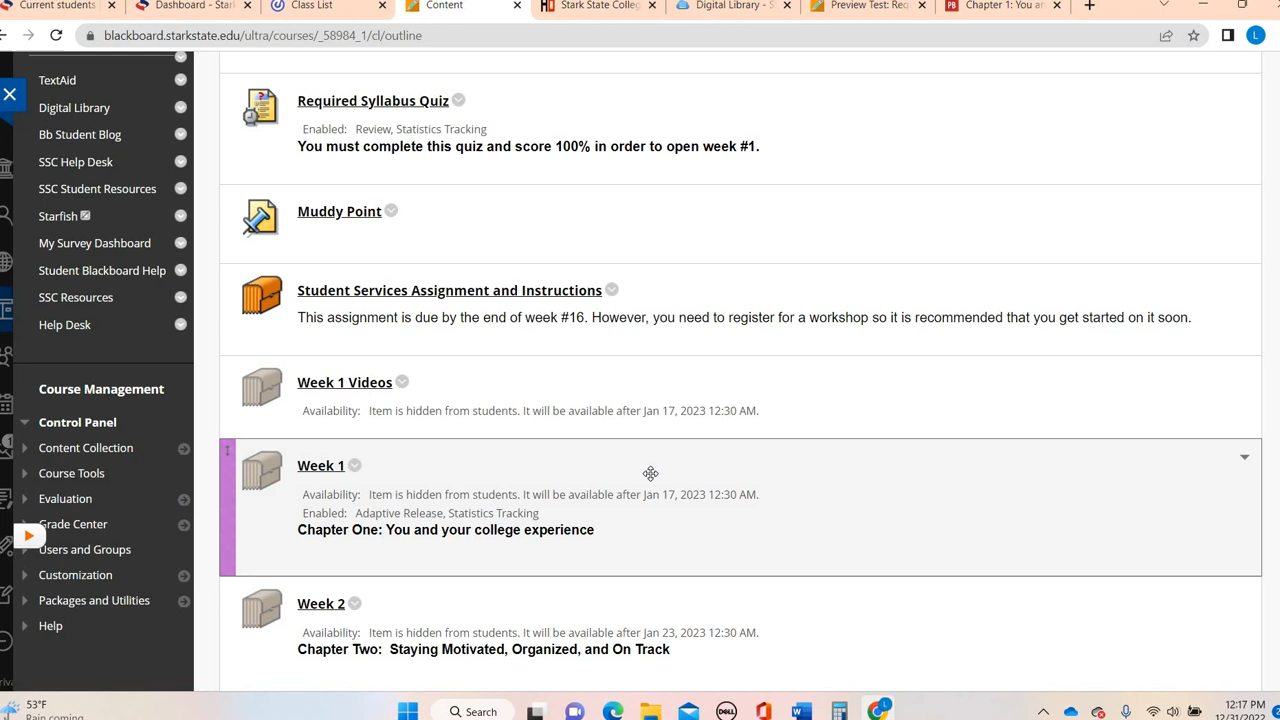 Current students
Dashboard - Stark
Class List
Content
Stark State Colleg
Digital Library - S
Preview Test: Req
Chapter 1: You an
blackboard.starkstate.edu/ultra/courses/_58984_1/cl/outline
L
TextAid
Digital Library
Bb Student Blog
SSC Help Desk
SSC Student Resources
Starfish
My Survey Dashboard
Student Blackboard Help
SSC Resources
Help Desk
Course Management
Control Panel
Content Collection
Course Tools
Evaluation
Grade Center
Users and Groups
Customization
Packages and Utilities
Help
Required Syllabus Quiz
Enabled: Review, Statistics Tracking
You must complete this quiz and score 100% in order to open week #1.
Muddy Point
Student Services Assignment and Instructions
This assignment is due by the end of week #16. However, you need to register for a workshop so it is recommended that you get started on it soon.
Week 1 Videos
Availability: Item is hidden from students. It will be available after Jan 17, 2023 12:30 AM.
Week 1
Availability: Item is hidden from students. It will be available after Jan 17, 2023 12:30 AM.
Enabled: Adaptive Release, Statistics Tracking
Chapter One: You and your college experience
Week 2
Availability: Item is hidden from students. It will be available after Jan 23, 2023 12:30 AM.
Chapter Two: Staying Motivated, Organized, and On Track
53°F
Rain coming
Search
DELL
L
12:17 PM
12/31/2022